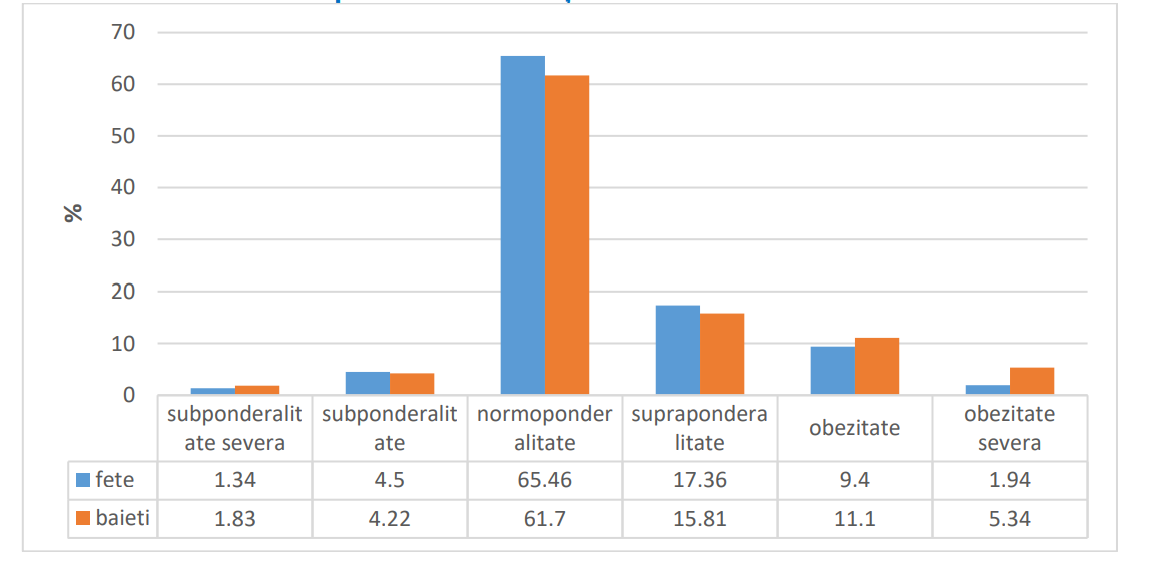 70
60
50
40
30
20
10
0
%
subponderalit
ate severa
subponderalit
ate
normoponder
alitate
suprapondera
litate
obezitate
obezitate
severa
fete 1.34 4.5 65.46 17.36 9.4 1.94
baieti 1.83 4.22 61.7 15.81 11.1 5.34